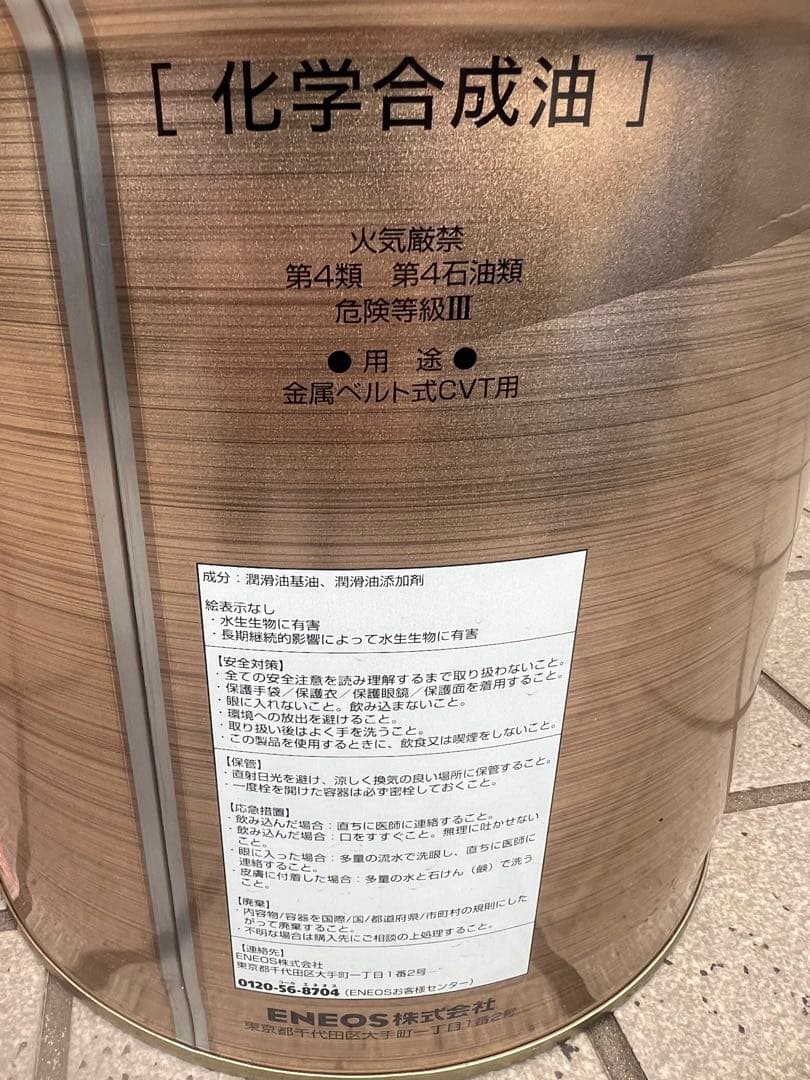 [ 化学合成油 ]
火気厳禁
第4類 第4石油類
危険等級Ⅲ
● 用 途 ●
金属ベルト式CVT用
成分：潤滑油基油、潤滑油添加剤
絵表示なし
・水生生物に有害
・長期継続的影響によって水生生物に有害
【安全対策】
・全ての安全注意を読み理解するまで取り扱わないこと。
・保護手袋／保護衣／保護眼鏡／保護面を着用すること。
・眼に入れないこと。飲み込まないこと。
・環境への放出を避けること。
・取り扱い後はよく手を洗うこと。
・この製品を使用するときに、飲食又は喫煙をしないこと。
【保管】
・直射日光を避け、涼しく換気の良い場所に保管すること。
・一度栓を開けた容器は必ず密栓しておくこと。
【応急措置】
・飲み込んだ場合：直ちに医師に連絡すること。
・飲み込んだ場合：口をすすぐこと。無理に吐かせない
こと。
・眼に入った場合：多量の流水で洗眼し、直ちに医師に
連絡すること。
・皮膚に付着した場合：多量の水と石けん（鹸）で洗う
こと。
【廃棄】
・内容物/容器を国際/国/都道府県/市町村の規則にした
がって廃棄すること。
・不明な場合は購入先にご相談の上処理すること。
【連絡先】
ENEOS株式会社
東京都千代田区大手町一丁目1番2号
コール エネオス
0120-56-8704（ENEOSお客様センター）
ENEOS株式会社
東京都千代田区大手町一丁目1番2号